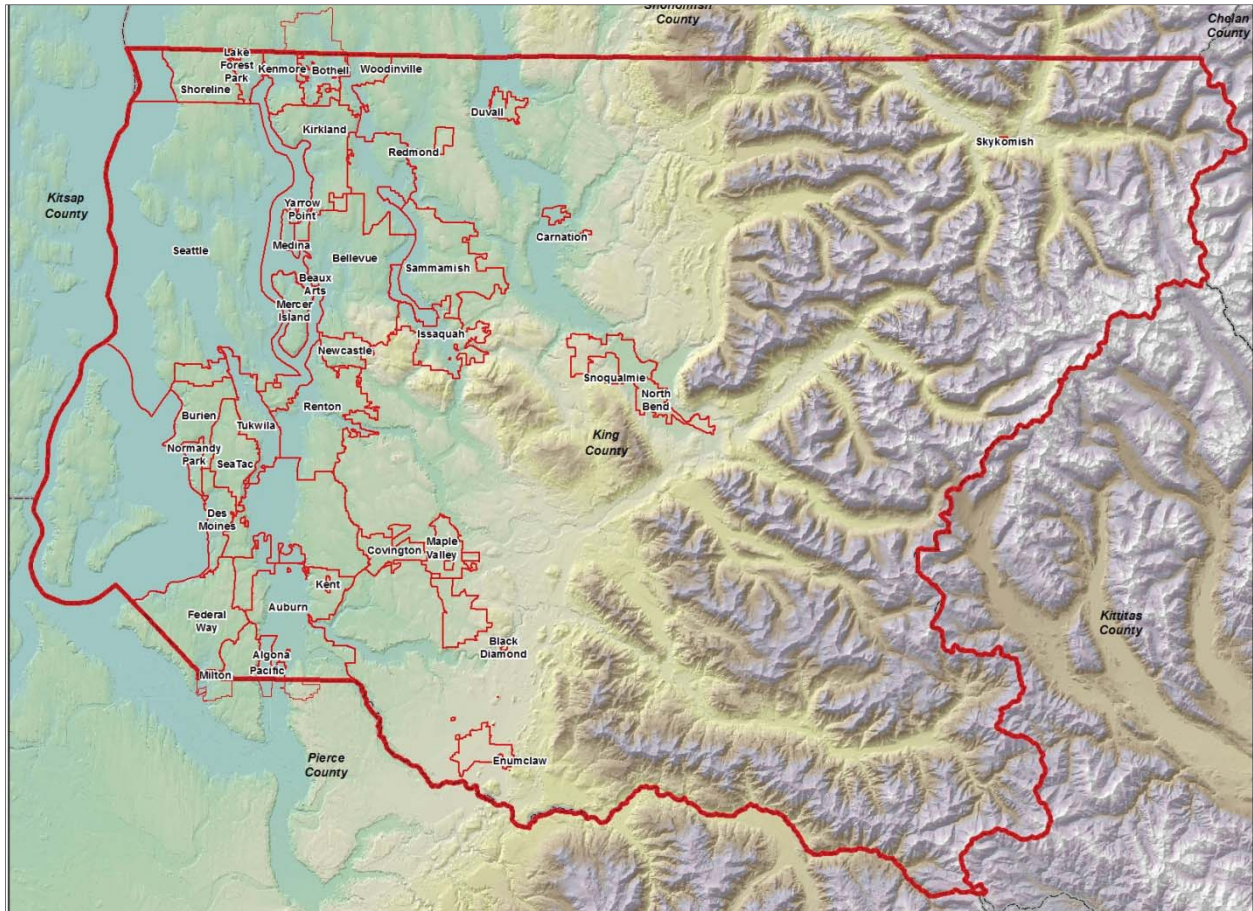 Snohomish
County
Chelan
County
Lake
Forest
Park
Kenmore
Bothell
Woodinville
Shoreline
Duvall
Kirkland
Skykomish
Redmond
Kitsap
County
Yarrow
Point
Carnation
Seattle
Medina
Bellevue
Sammamish
Beaux
Arts
Mercer
Island
Issaquah
Newcastle
Snoqualmie
North
Bend
Renton
Burien
Tukwila
King
County
Normandy
Park
SeaTac
Des
Moines
Covington
Maple
Valley
Kent
Auburn
Federal
Way
Kittitas
County
Black
Diamond
Algona
Pacific
Milton
Pierce
County
Enumclaw